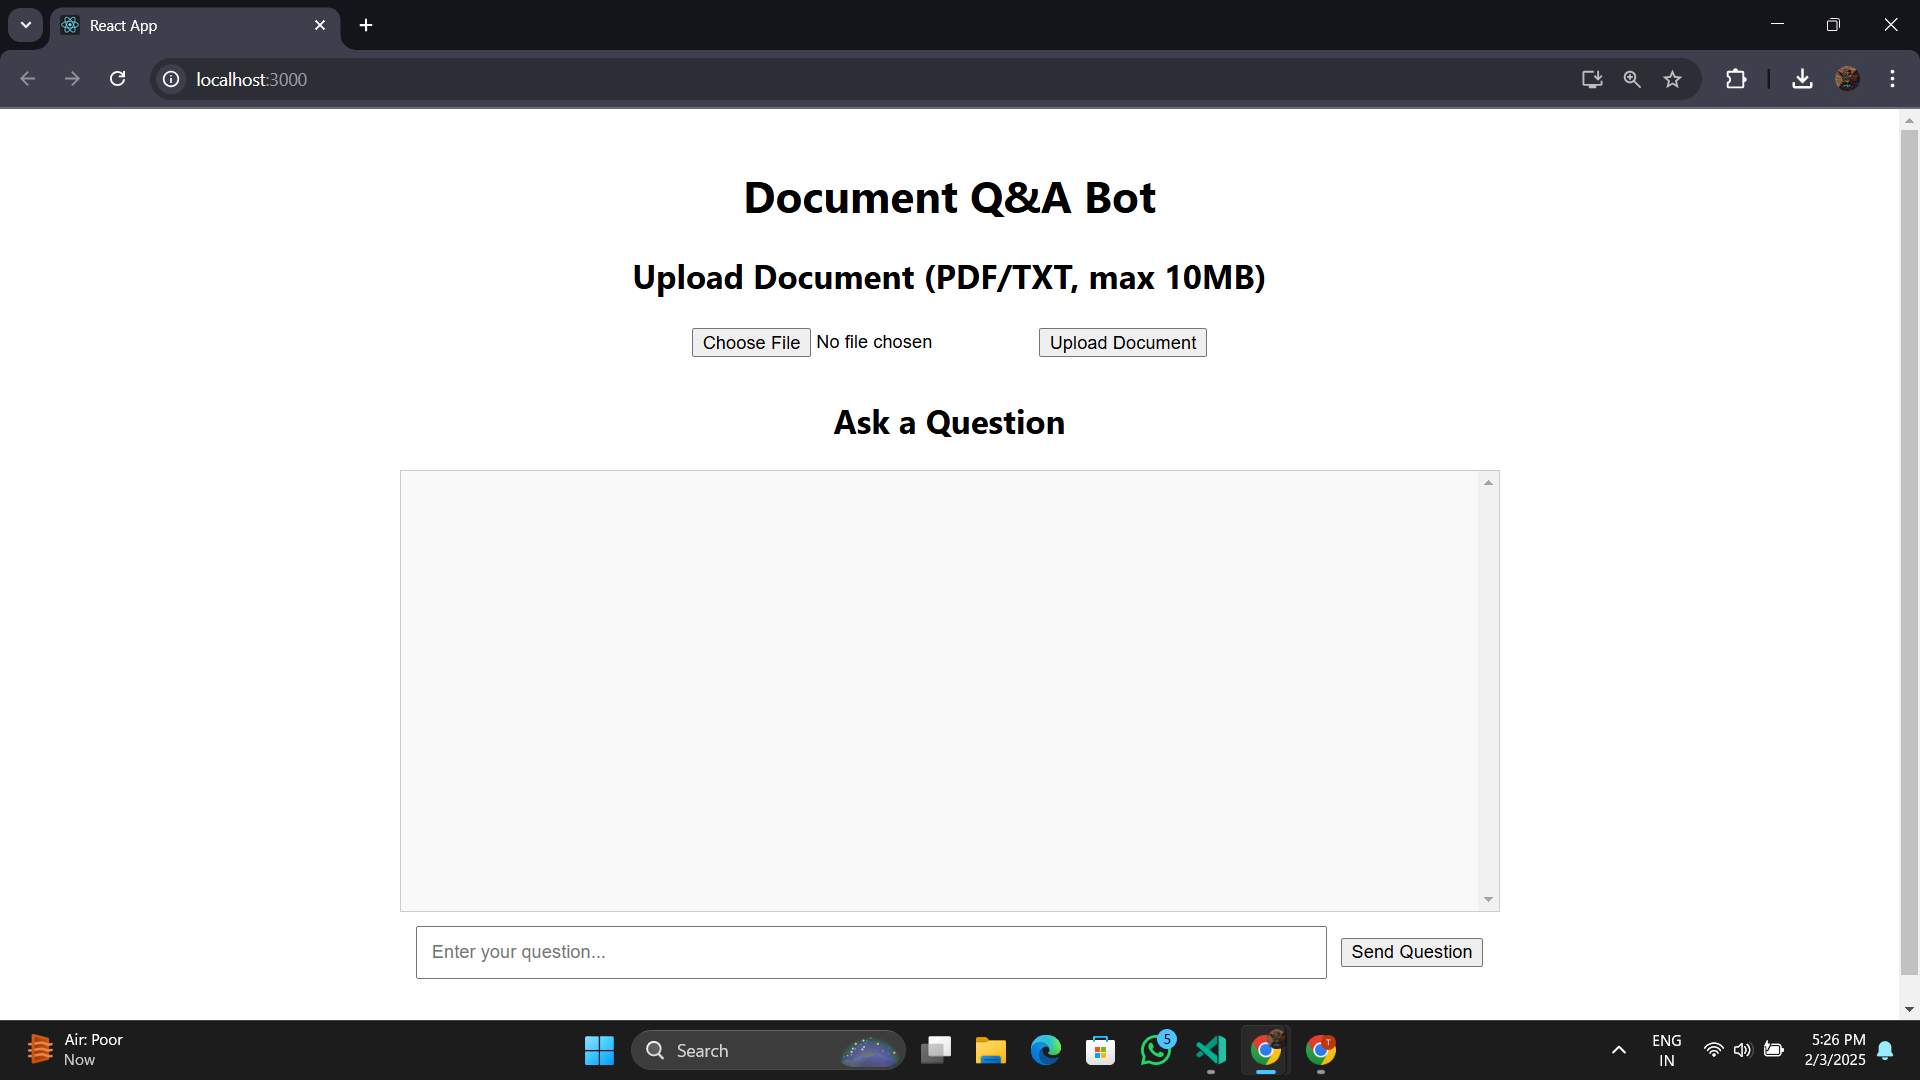 React App
localhost:3000
Document Q&A Bot
Upload Document (PDF/TXT, max 10MB)
Choose File No file chosen
Upload Document
Ask a Question
Enter your question...
Send Question
Air: Poor
Now
Search
5
T
ENG
IN
5:26 PM
2/3/2025